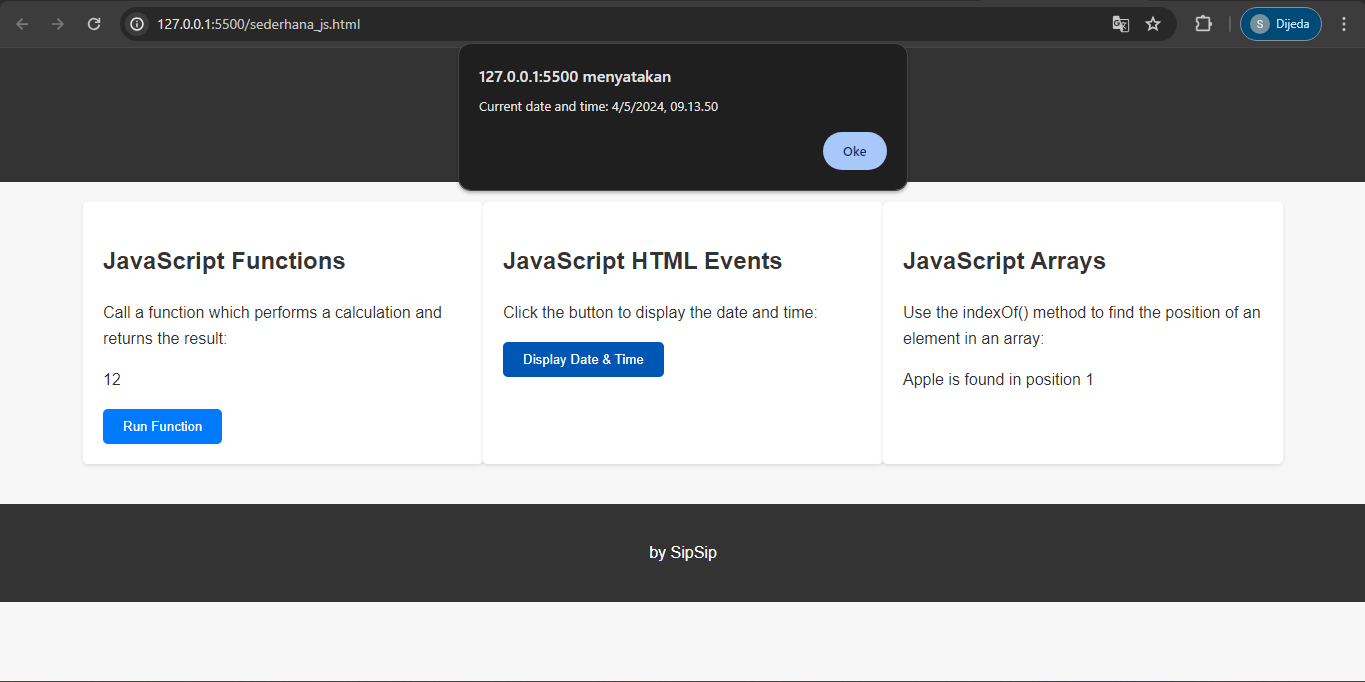 127.0.0.1:5500/sederhana_js.html
S Dijeda
127.0.0.1:5500 menyatakan
Current date and time: 4/5/2024, 09.13.50
Oke
JavaScript Functions
Call a function which performs a calculation and
returns the result:
12
Run Function
JavaScript HTML Events
Click the button to display the date and time:
Display Date & Time
JavaScript Arrays
Use the indexOf() method to find the position of an
element in an array:
Apple is found in position 1
by SipSip